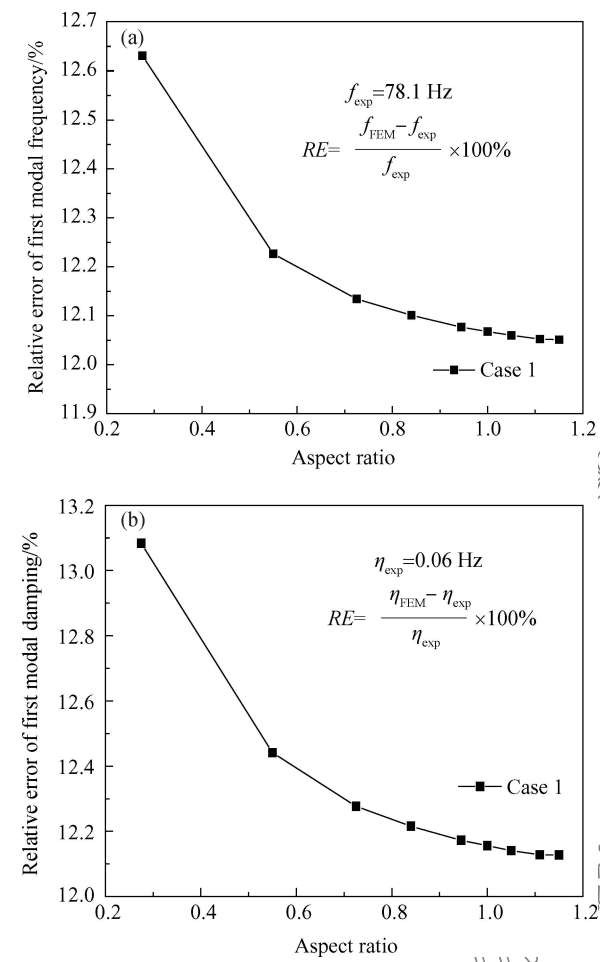 (a)
12.7
12.6
12.5
12.4
12.3
12.2
12.1
12.0
11.9
Relative error of first modal frequency/%
f_exp=78.1 Hz
RE= (f_FEM−f_exp)/f_exp ×100%
Case 1
0.2 0.4 0.6 0.8 1.0 1.2
Aspect ratio
(b)
13.2
13.0
12.8
12.6
12.4
12.2
12.0
Relative error of first modal damping/%
η_exp=0.06 Hz
RE= (η_FEM−η_exp)/η_exp ×100%
Case 1
0.2 0.4 0.6 0.8 1.0 1.2
Aspect ratio